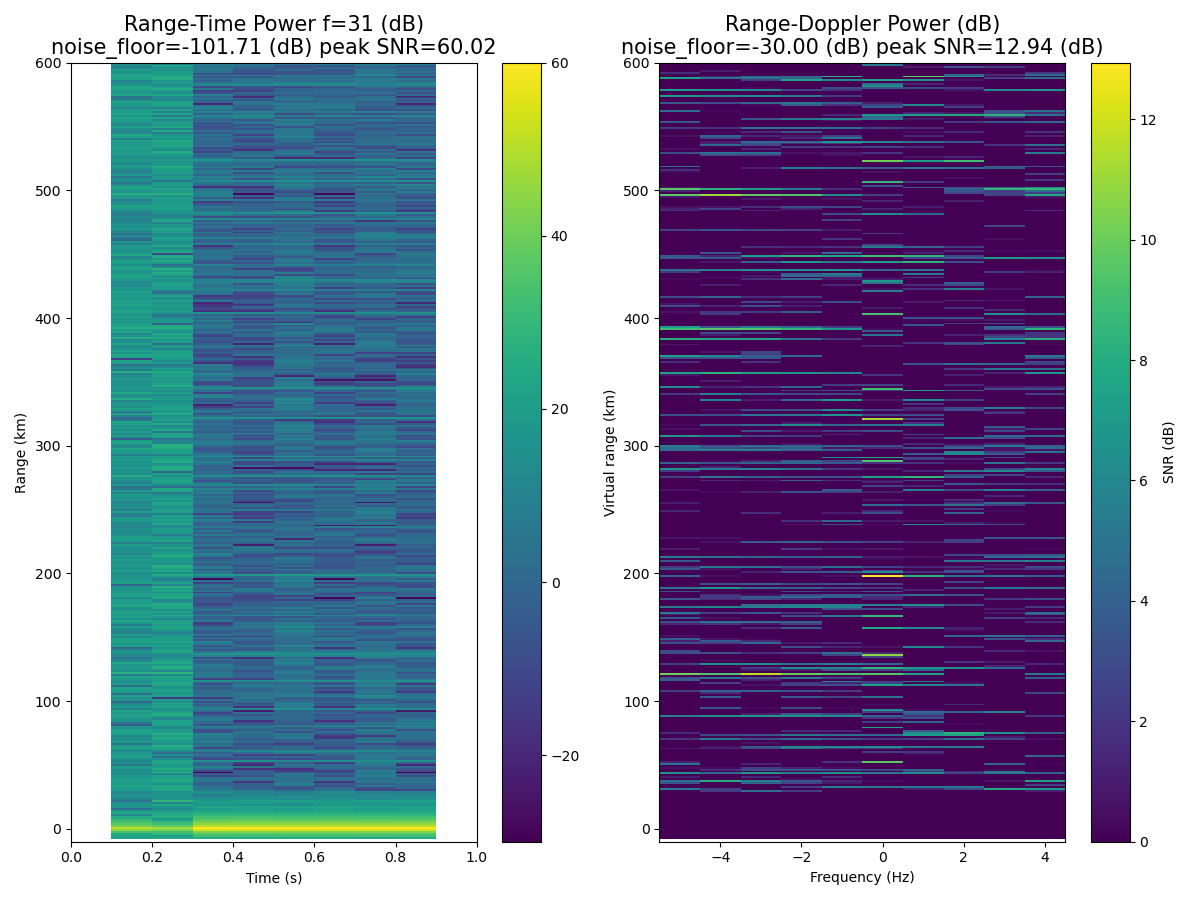 Range-Time Power f=31 (dB)
noise_floor=-101.71 (dB) peak SNR=60.02
Range (km)
600
500
400
300
200
100
0
0.0 0.2 0.4 0.6 0.8 1.0
Time (s)
60
40
20
0
−20
Range-Doppler Power (dB)
noise_floor=-30.00 (dB) peak SNR=12.94 (dB)
Virtual range (km)
600
500
400
300
200
100
0
−4 −2 0 2 4
Frequency (Hz)
12
10
8
6
4
2
0
SNR (dB)